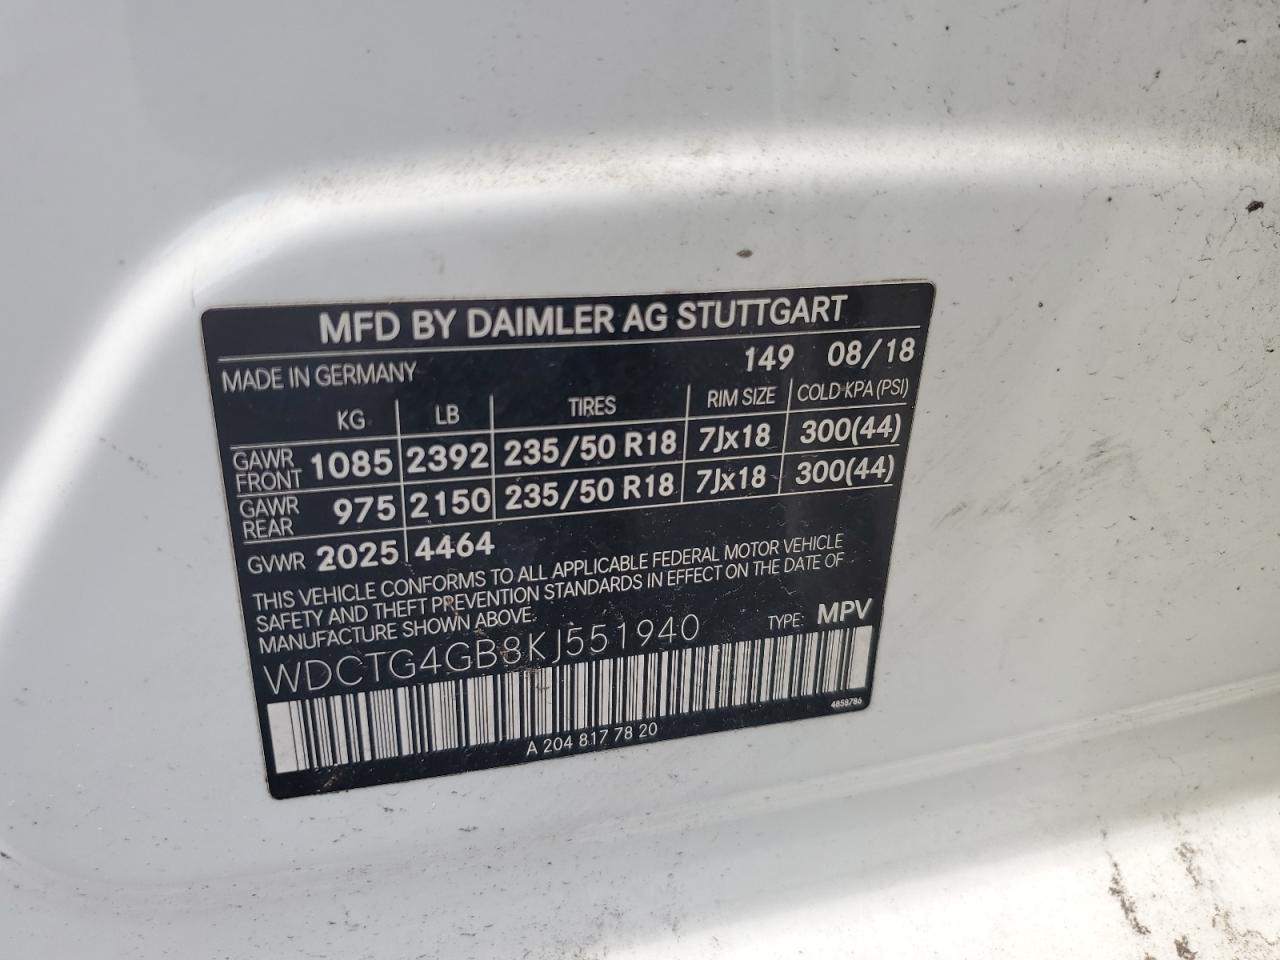 MFD BY DAIMLER AG STUTTGART
MADE IN GERMANY 149 08/18
KG LB TIRES RIM SIZE COLD KPA (PSI)
GAWR FRONT 1085 2392 235/50 R18 7Jx18 300(44)
GAWR REAR 975 2150 235/50 R18 7Jx18 300(44)
GVWR 2025 4464
THIS VEHICLE CONFORMS TO ALL APPLICABLE FEDERAL MOTOR VEHICLE
SAFETY AND THEFT PREVENTION STANDARDS IN EFFECT ON THE DATE OF
MANUFACTURE SHOWN ABOVE.
TYPE: MPV
WDCTG4GB8KJ551940
4858786
A 204 817 78 20